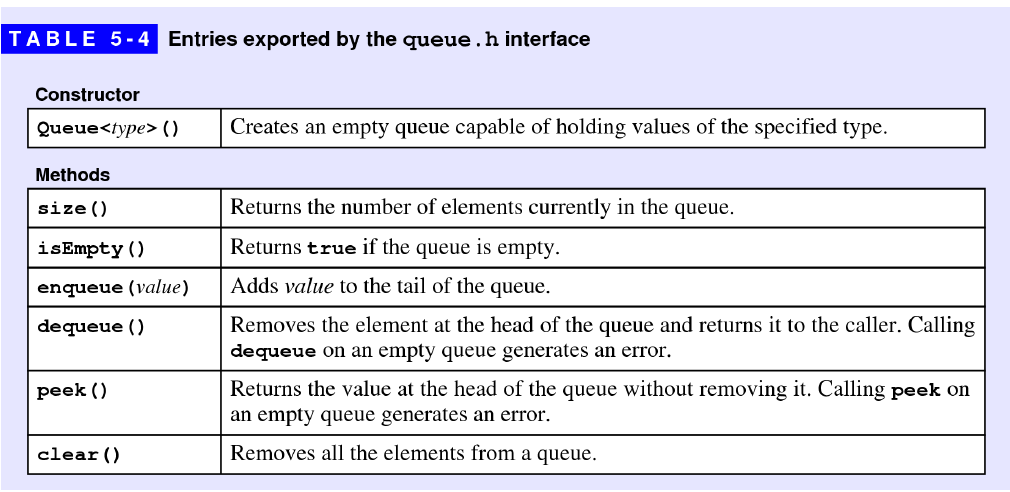 TABLE 5-4 Entries exported by the queue.h interface
Constructor
Queue<type>() Creates an empty queue capable of holding values of the specified type.
Methods
size() Returns the number of elements currently in the queue.
isEmpty() Returns true if the queue is empty.
enqueue(value) Adds value to the tail of the queue.
dequeue() Removes the element at the head of the queue and returns it to the caller. Calling
dequeue on an empty queue generates an error.
peek() Returns the value at the head of the queue without removing it. Calling peek on
an empty queue generates an error.
clear() Removes all the elements from a queue.